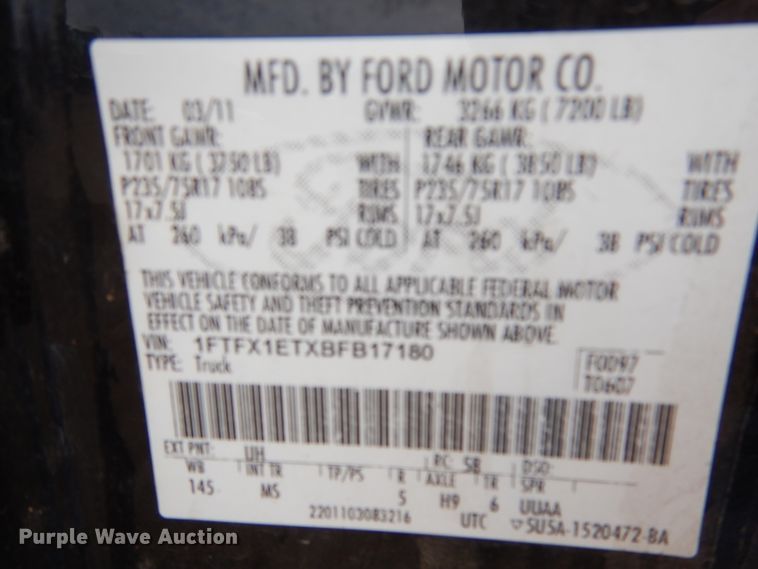 MFD. BY FORD MOTOR CO.
DATE: 03/11 GVWR: 3266 KG ( 7200 LB)
FRONT GAWR: REAR GAWR:
1701 KG ( 3750 LB) WITH 1746 KG ( 3850 LB) WITH
P235/75R17 108S TIRES P235/75R17 108S TIRES
17x7.5J RIMS 17x7.5J RIMS
AT 260 kPa/ 38 PSI COLD AT 260 kPa/ 38 PSI COLD
THIS VEHICLE CONFORMS TO ALL APPLICABLE FEDERAL MOTOR
VEHICLE SAFETY AND THEFT PREVENTION STANDARDS IN
EFFECT ON THE DATE OF MANUFACTURE SHOWN ABOVE.
VIN: 1FTFX1ETXBFB17180
TYPE: Truck
F0097
T0607
EXT PNT: UH RC: SB DSO:
WB INT TR TP/PS R AXLE TR SPR
145 MS 5 H9 6 UUAA
2201103083216 UTC ▽5U5A-1520472-BA
Purple Wave Auction